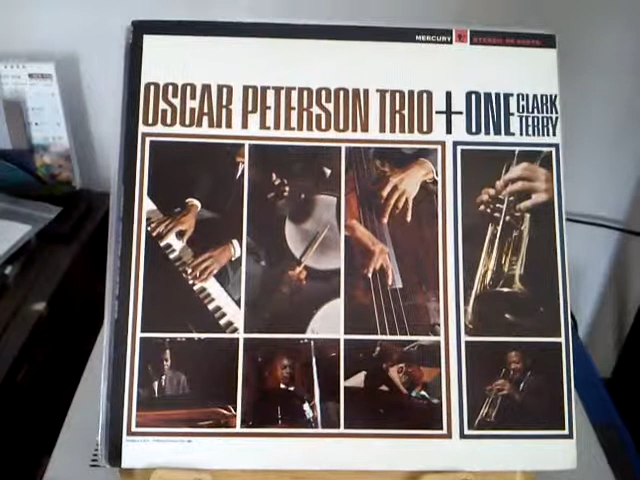 MERCURY
STEREO
OSCAR PETERSON TRIO + ONE CLARK
TERRY